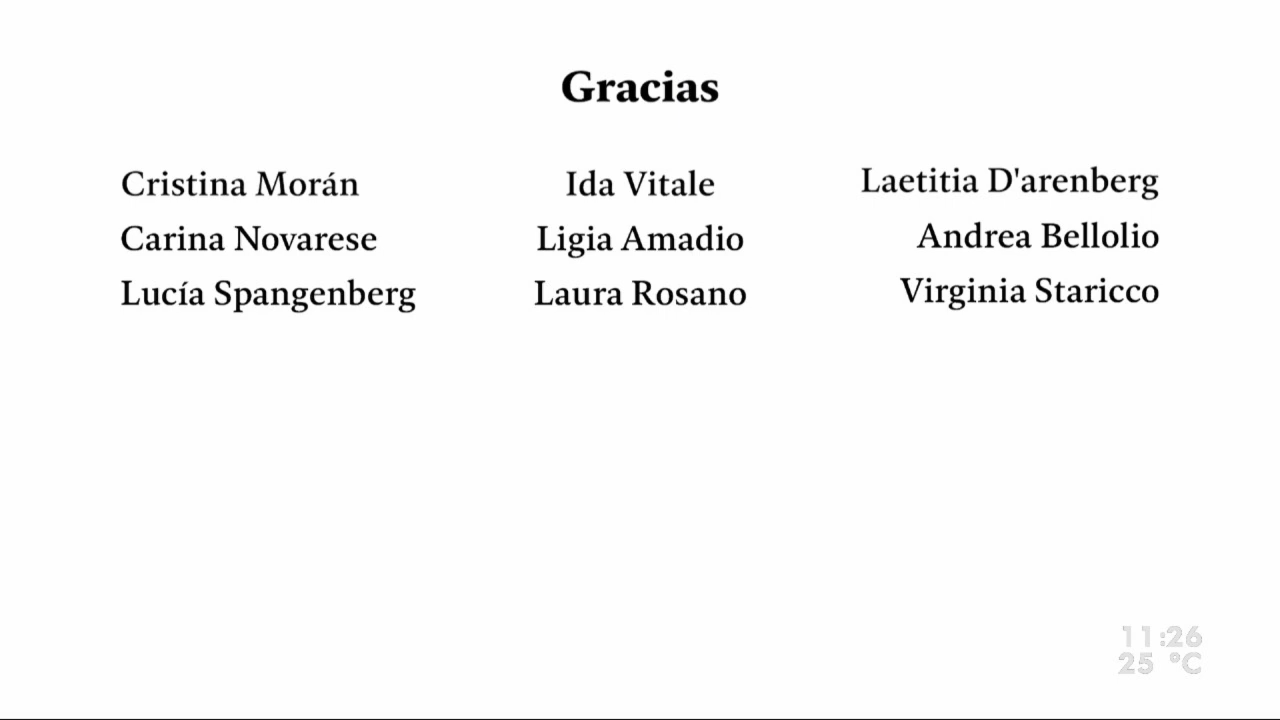 Gracias
Cristina Morán
Ida Vitale
Laetitia D'arenberg
Carina Novarese
Ligia Amadio
Andrea Bellolio
Lucía Spangenberg
Laura Rosano
Virginia Staricco
11:26
25 °C